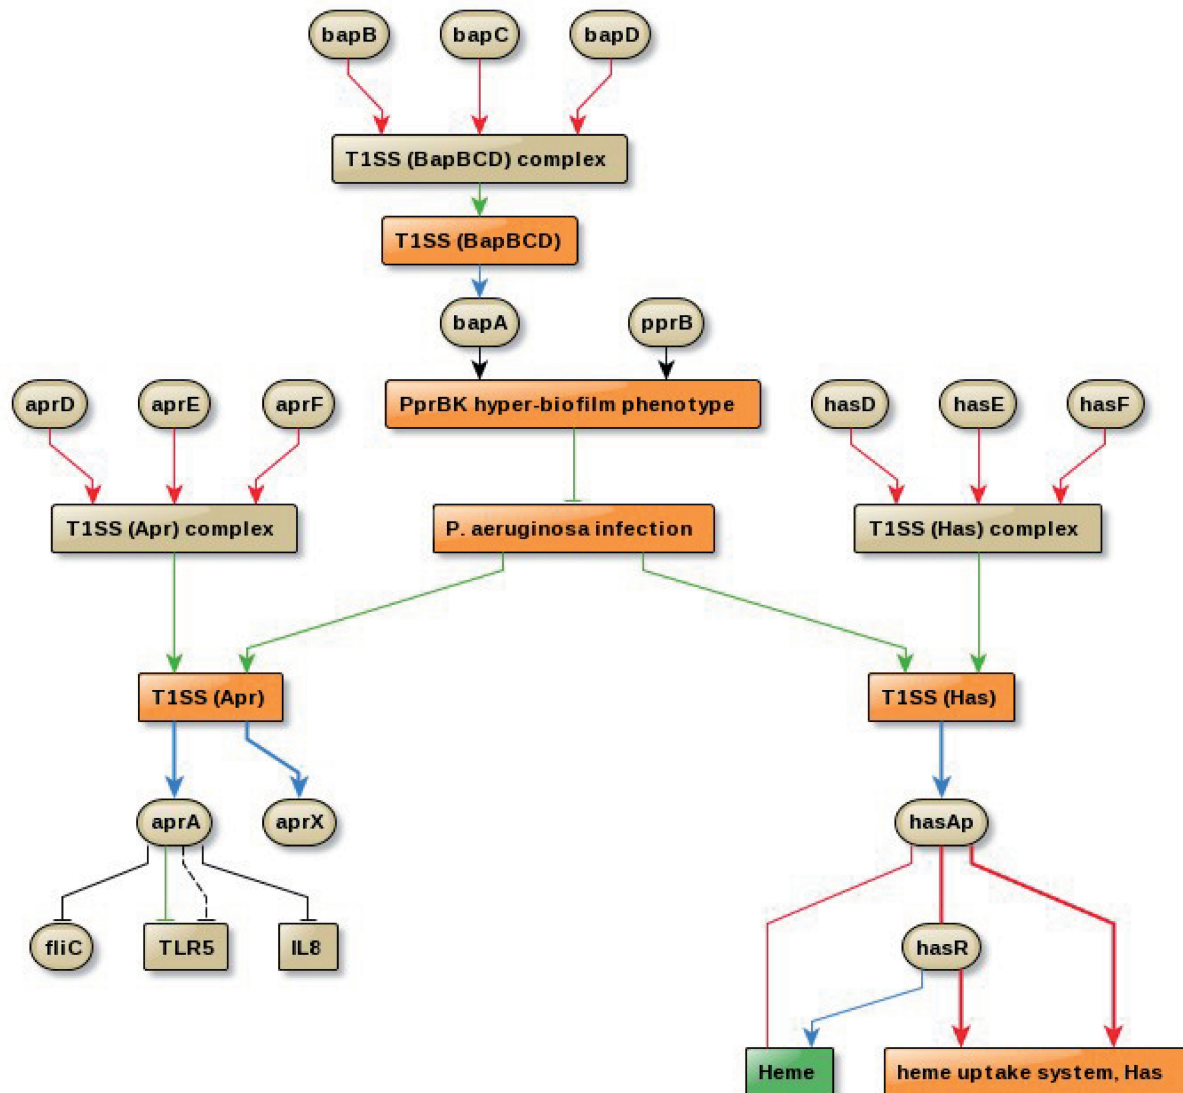 bapB
bapC
bapD
T1SS (BapBCD) complex
T1SS (BapBCD)
bapA
pprB
PprBK hyper-biofilm phenotype
aprD
aprE
aprF
hasD
hasE
hasF
T1SS (Apr) complex
P. aeruginosa infection
T1SS (Has) complex
T1SS (Apr)
T1SS (Has)
aprA
aprX
hasAp
fliC
TLR5
IL8
hasR
Heme
heme uptake system, Has